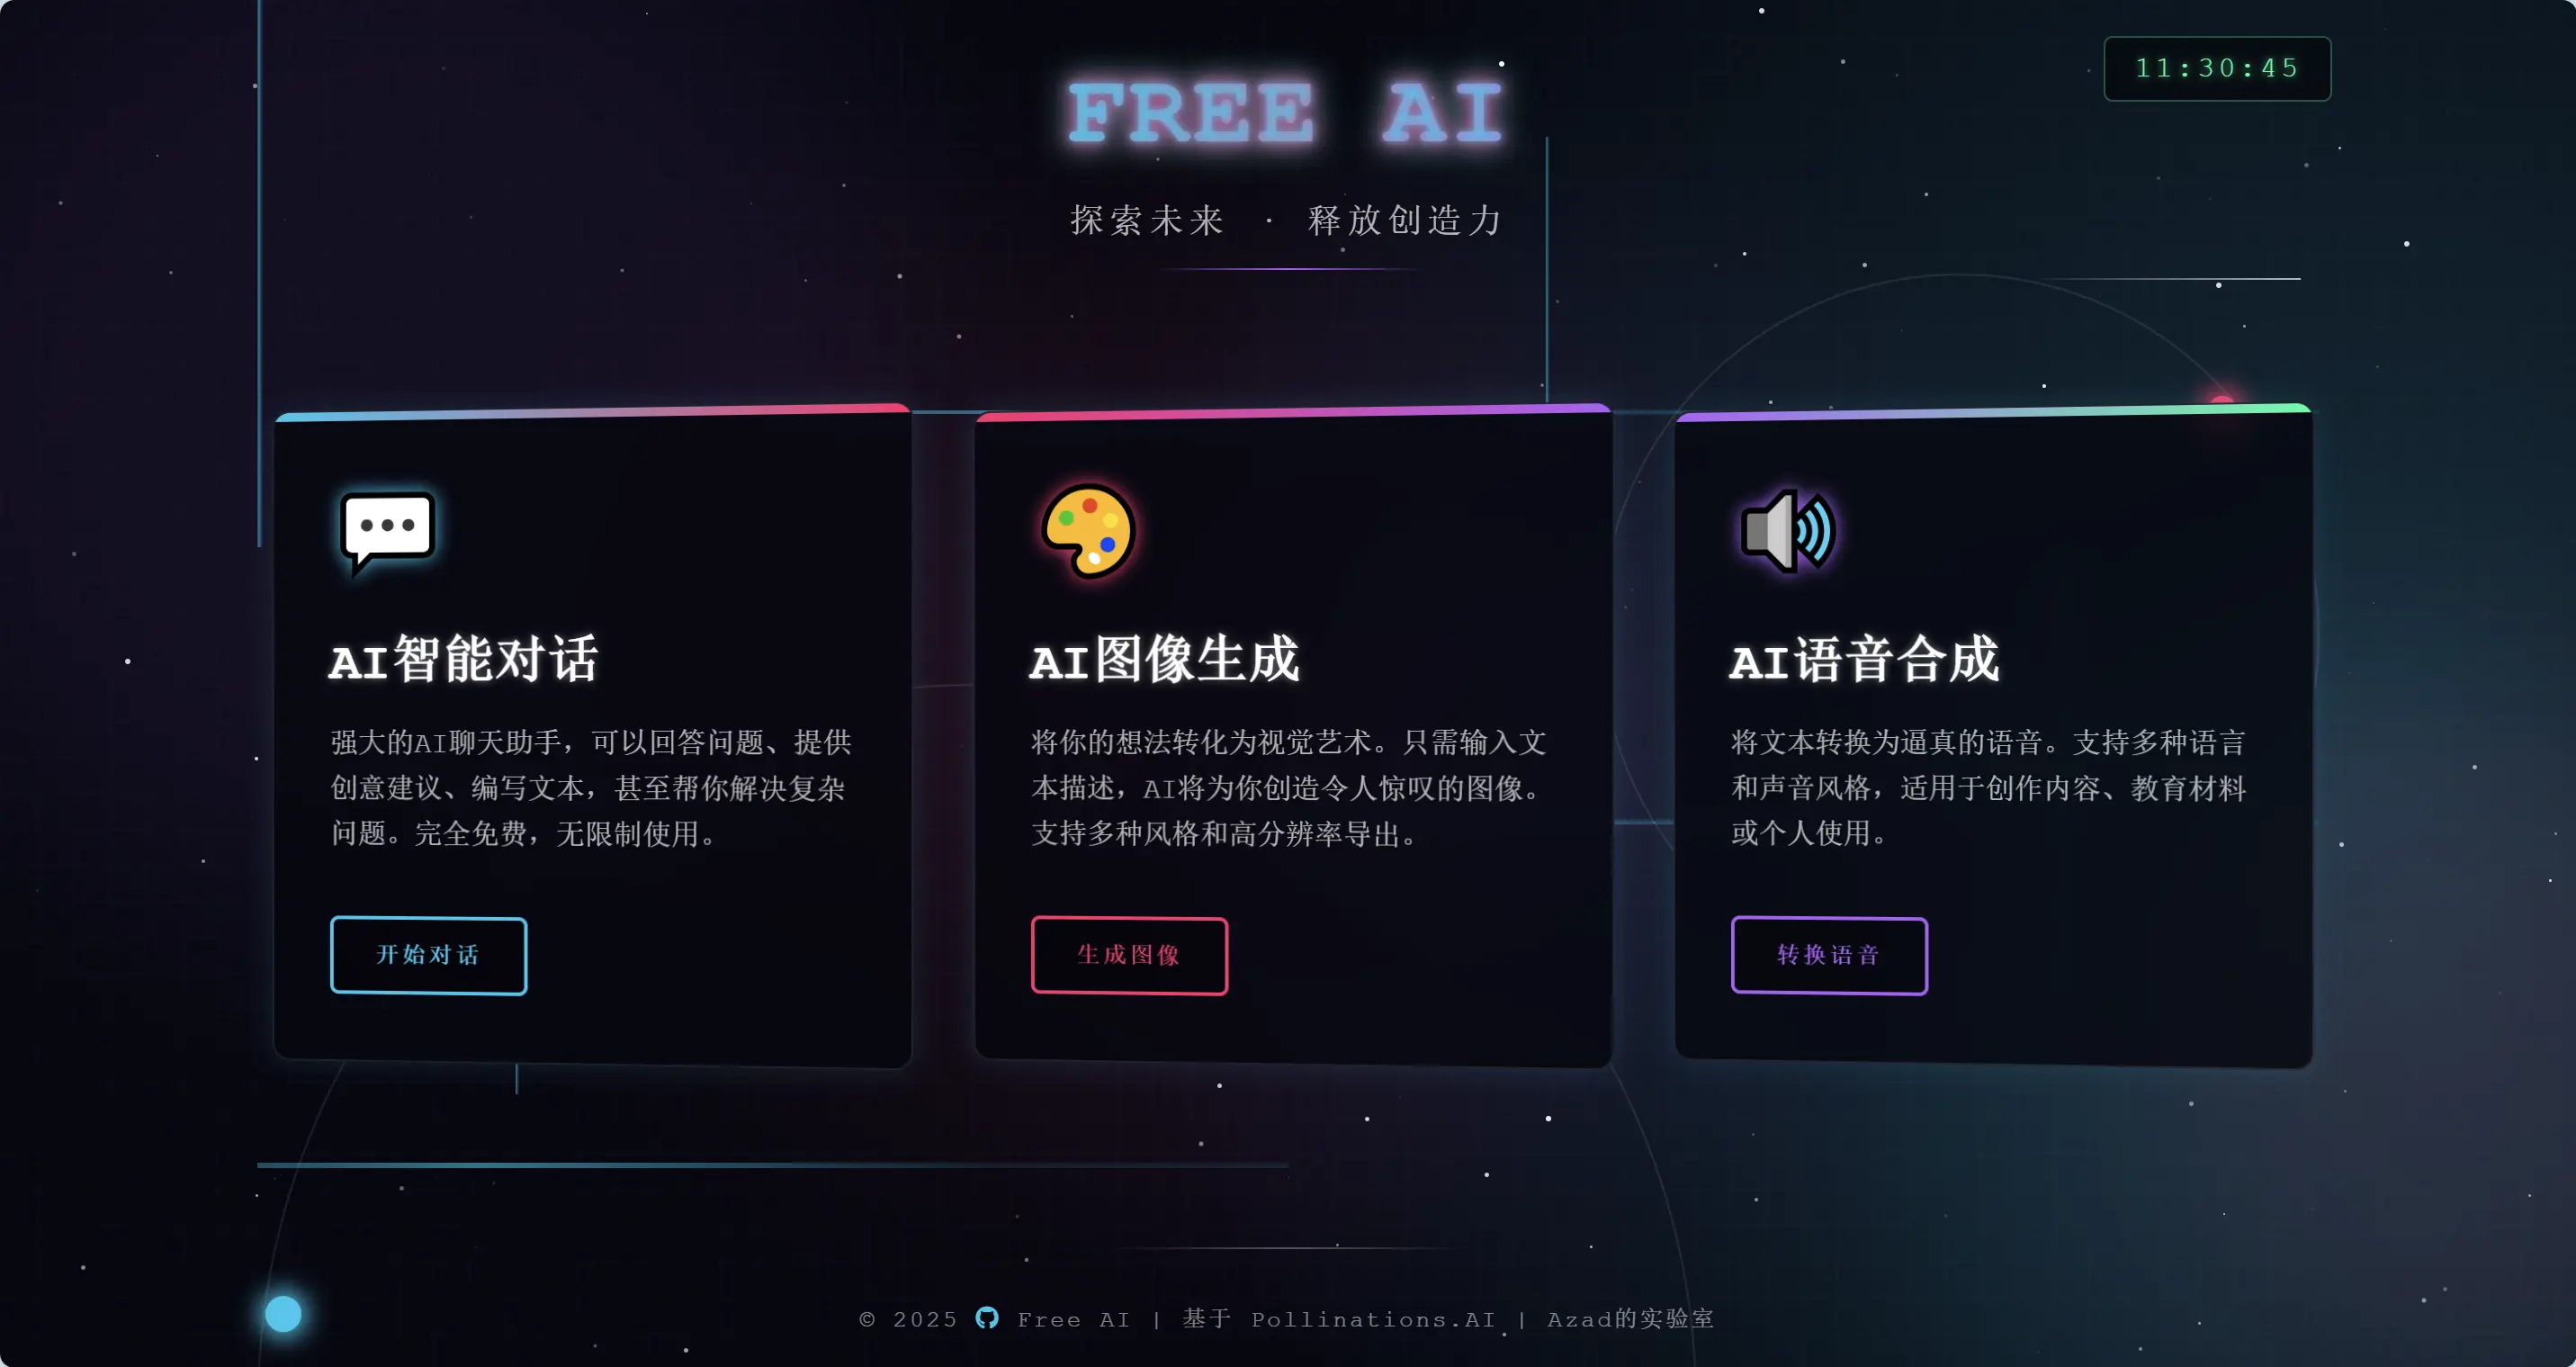 FREE AI
11:30:45
探索未来 · 释放创造力
AI智能对话
强大的AI聊天助手，可以回答问题、提供
创意建议、编写文本，甚至帮你解决复杂
问题。完全免费，无限制使用。
开始对话
AI图像生成
将你的想法转化为视觉艺术。只需输入文
本描述，AI将为你创造令人惊叹的图像。
支持多种风格和高分辨率导出。
生成图像
AI语音合成
将文本转换为逼真的语音。支持多种语言
和声音风格，适用于创作内容、教育材料
或个人使用。
转换语音
© 2025 Free AI | 基于 Pollinations.AI | Azad的实验室